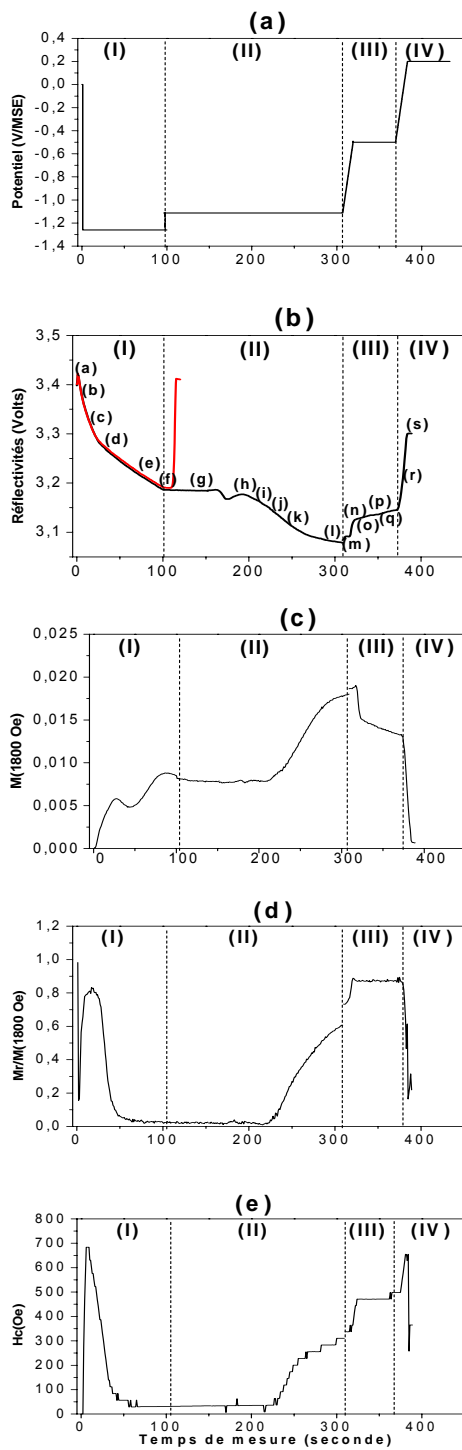 (a)
(I) (II) (III) (IV)
Potentiel (V/MSE)
0,4
0,2
0,0
-0,2
-0,4
-0,6
-0,8
-1,0
-1,2
-1,4
0 100 200 300 400
(b)
(I) (II) (III) (IV)
Réflectivités (Volts)
3,5
3,4
3,3
3,2
3,1
(a)
(b)
(c)
(d)
(e)
(f)
(g)
(h)
(i)
(j)
(k)
(l)
(m)
(n)
(o)
(p)
(q)
(r)
(s)
0 100 200 300 400
(c)
(I) (II) (III) (IV)
M(1800 Oe)
0,025
0,020
0,015
0,010
0,005
0,000
0 100 200 300 400
(d)
(I) (II) (III) (IV)
Mr/M(1800 Oe)
1,2
1,0
0,8
0,6
0,4
0,2
0,0
0 100 200 300 400
(e)
(I) (II) (III) (IV)
Hc(Oe)
800
700
600
500
400
300
200
100
0
0 100 200 300 400
Temps de mesure (seconde)